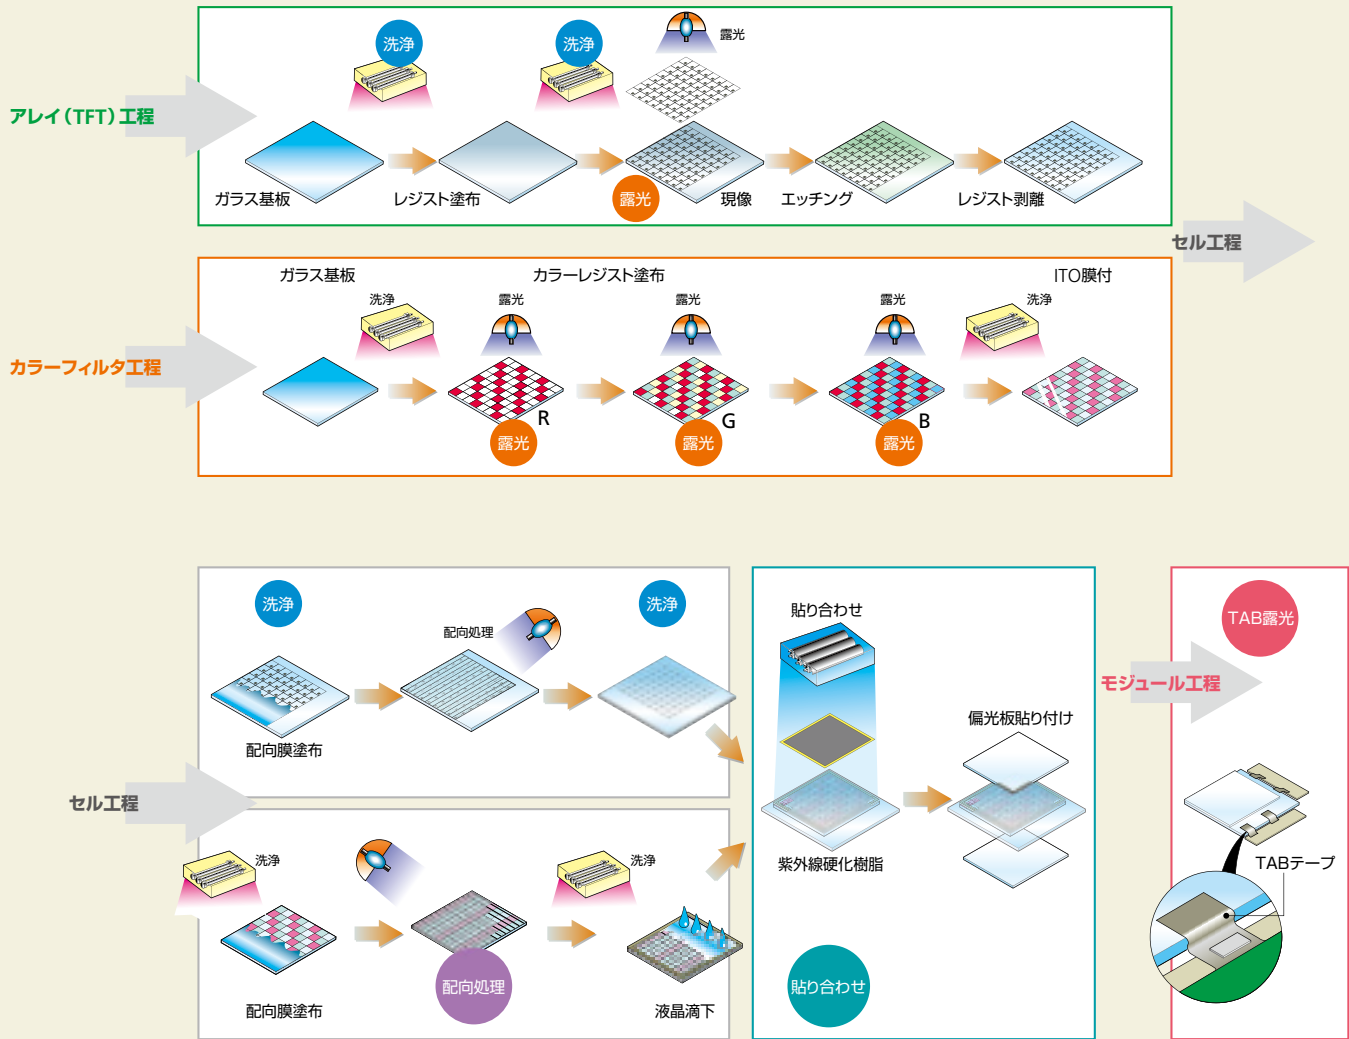 アレイ（TFT）工程
洗浄
洗浄
露光
ガラス基板
レジスト塗布
露光
現像
エッチング
レジスト剥離
セル工程
カラーフィルタ工程
ガラス基板
カラーレジスト塗布
ITO膜付
洗浄
露光
露光
露光
洗浄
R
G
B
露光
露光
露光
セル工程
洗浄
配向処理
洗浄
配向膜塗布
洗浄
洗浄
配向処理
配向膜塗布
液晶滴下
貼り合わせ
偏光板貼り付け
紫外線硬化樹脂
貼り合わせ
モジュール工程
TAB露光
TABテープ